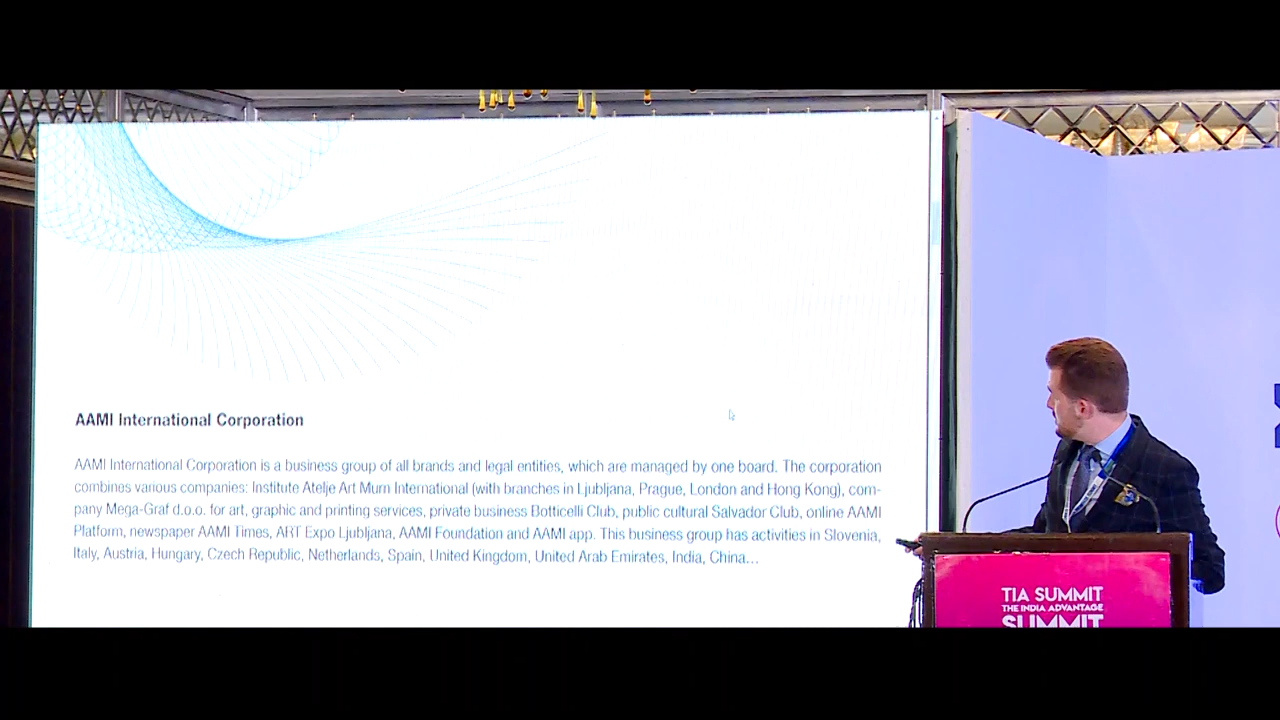 AAMI International Corporation
AAMI International Corporation is a business group of all brands and legal entities, which are managed by one board. The corporation
combines various companies: Institute Atelje Art Murn International (with branches in Ljubljana, Prague, London and Hong Kong), com-
pany Mega-Graf d.o.o. for art, graphic and printing services, private business Botticelli Club, public cultural Salvador Club, online AAMI
Platform, newspaper AAMI Times, ART Expo Ljubljana, AAMI Foundation and AAMI app. This business group has activities in Slovenia,
Italy, Austria, Hungary, Czech Republic, Netherlands, Spain, United Kingdom, United Arab Emirates, India, China...
TIA SUMMIT
THE INDIA ADVANTAGE
SUMMIT